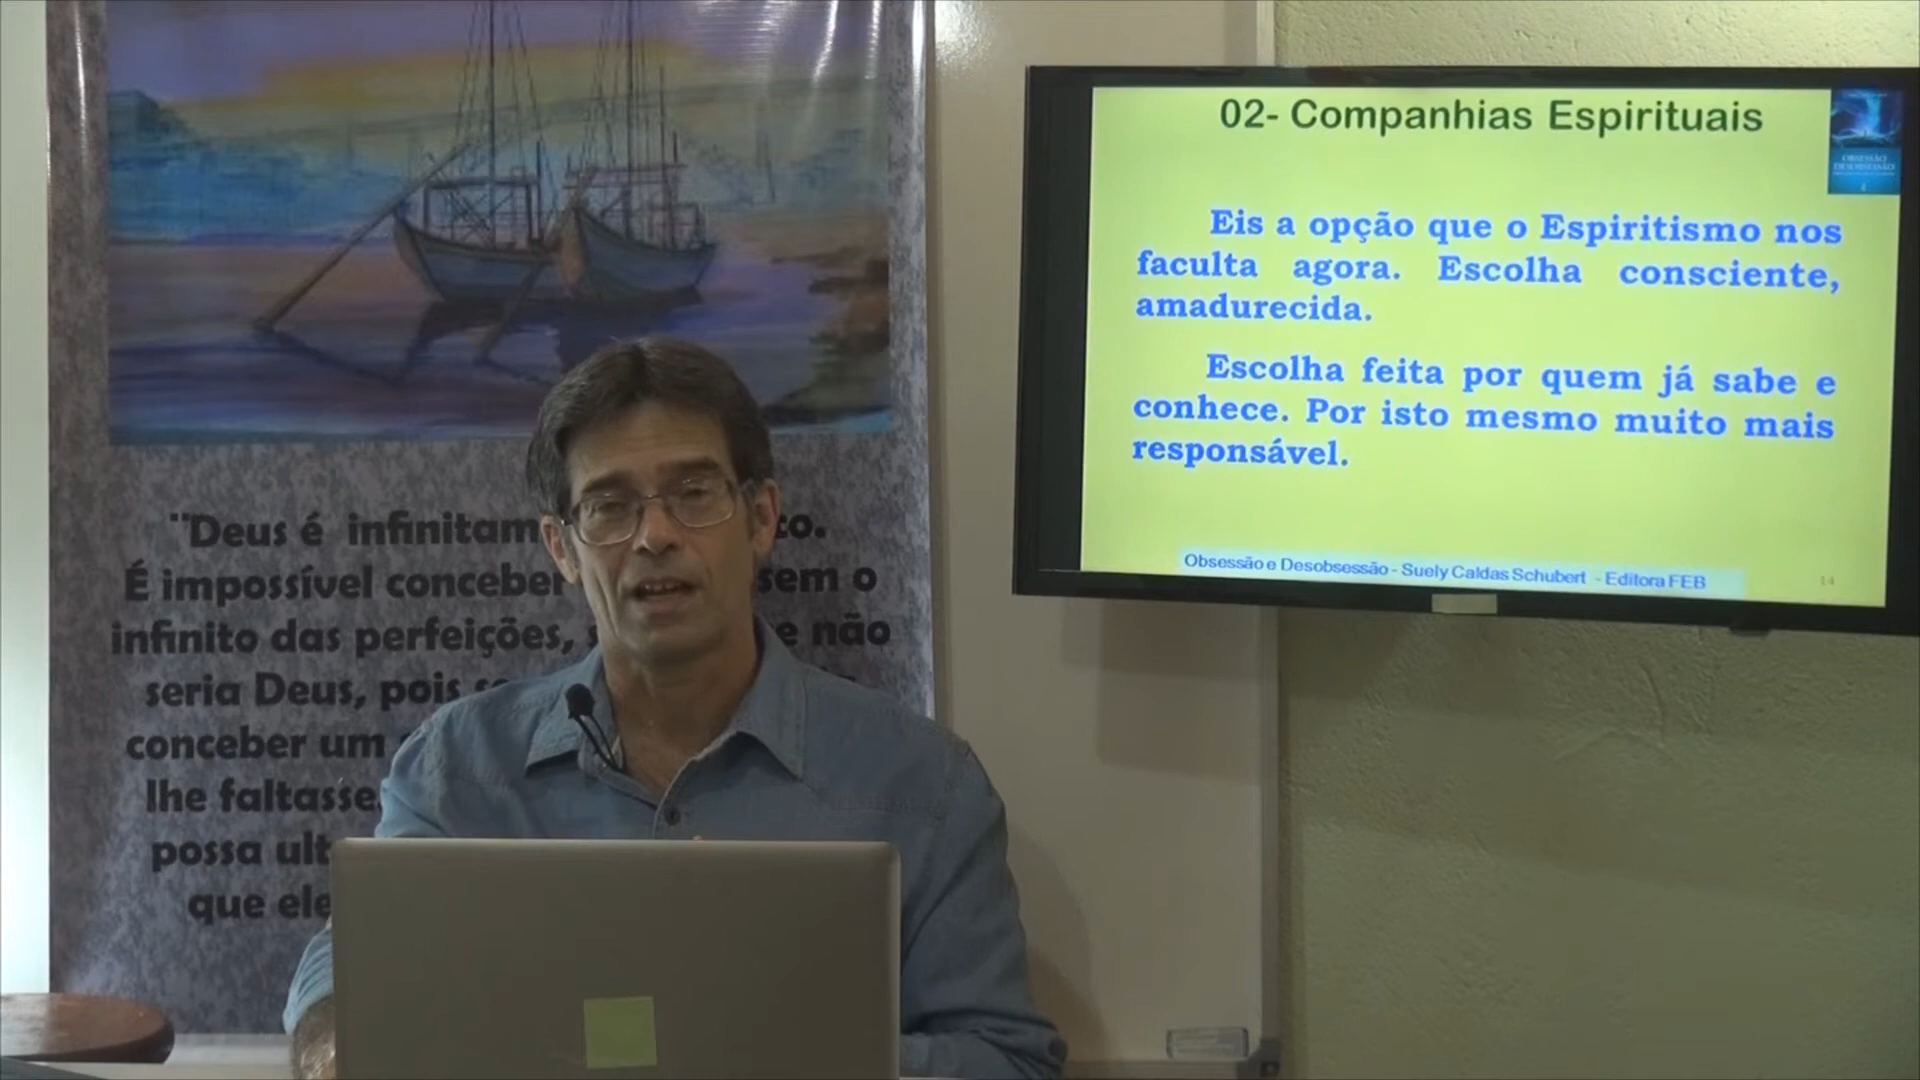 ¨Deus é infinitam
É impossível conceber sem o
infinito das perfeições, e não
seria Deus, pois
conceber um
lhe faltasse
possa ult
que ele
02- Companhias Espirituais
OBSESSÃO
DESOBSESSÃO
Eis a opção que o Espiritismo nos
faculta agora. Escolha consciente,
amadurecida.
Escolha feita por quem já sabe e
conhece. Por isto mesmo muito mais
responsável.
Obsessão e Desobsessão - Suely Caldas Schubert - Editora FEB
14